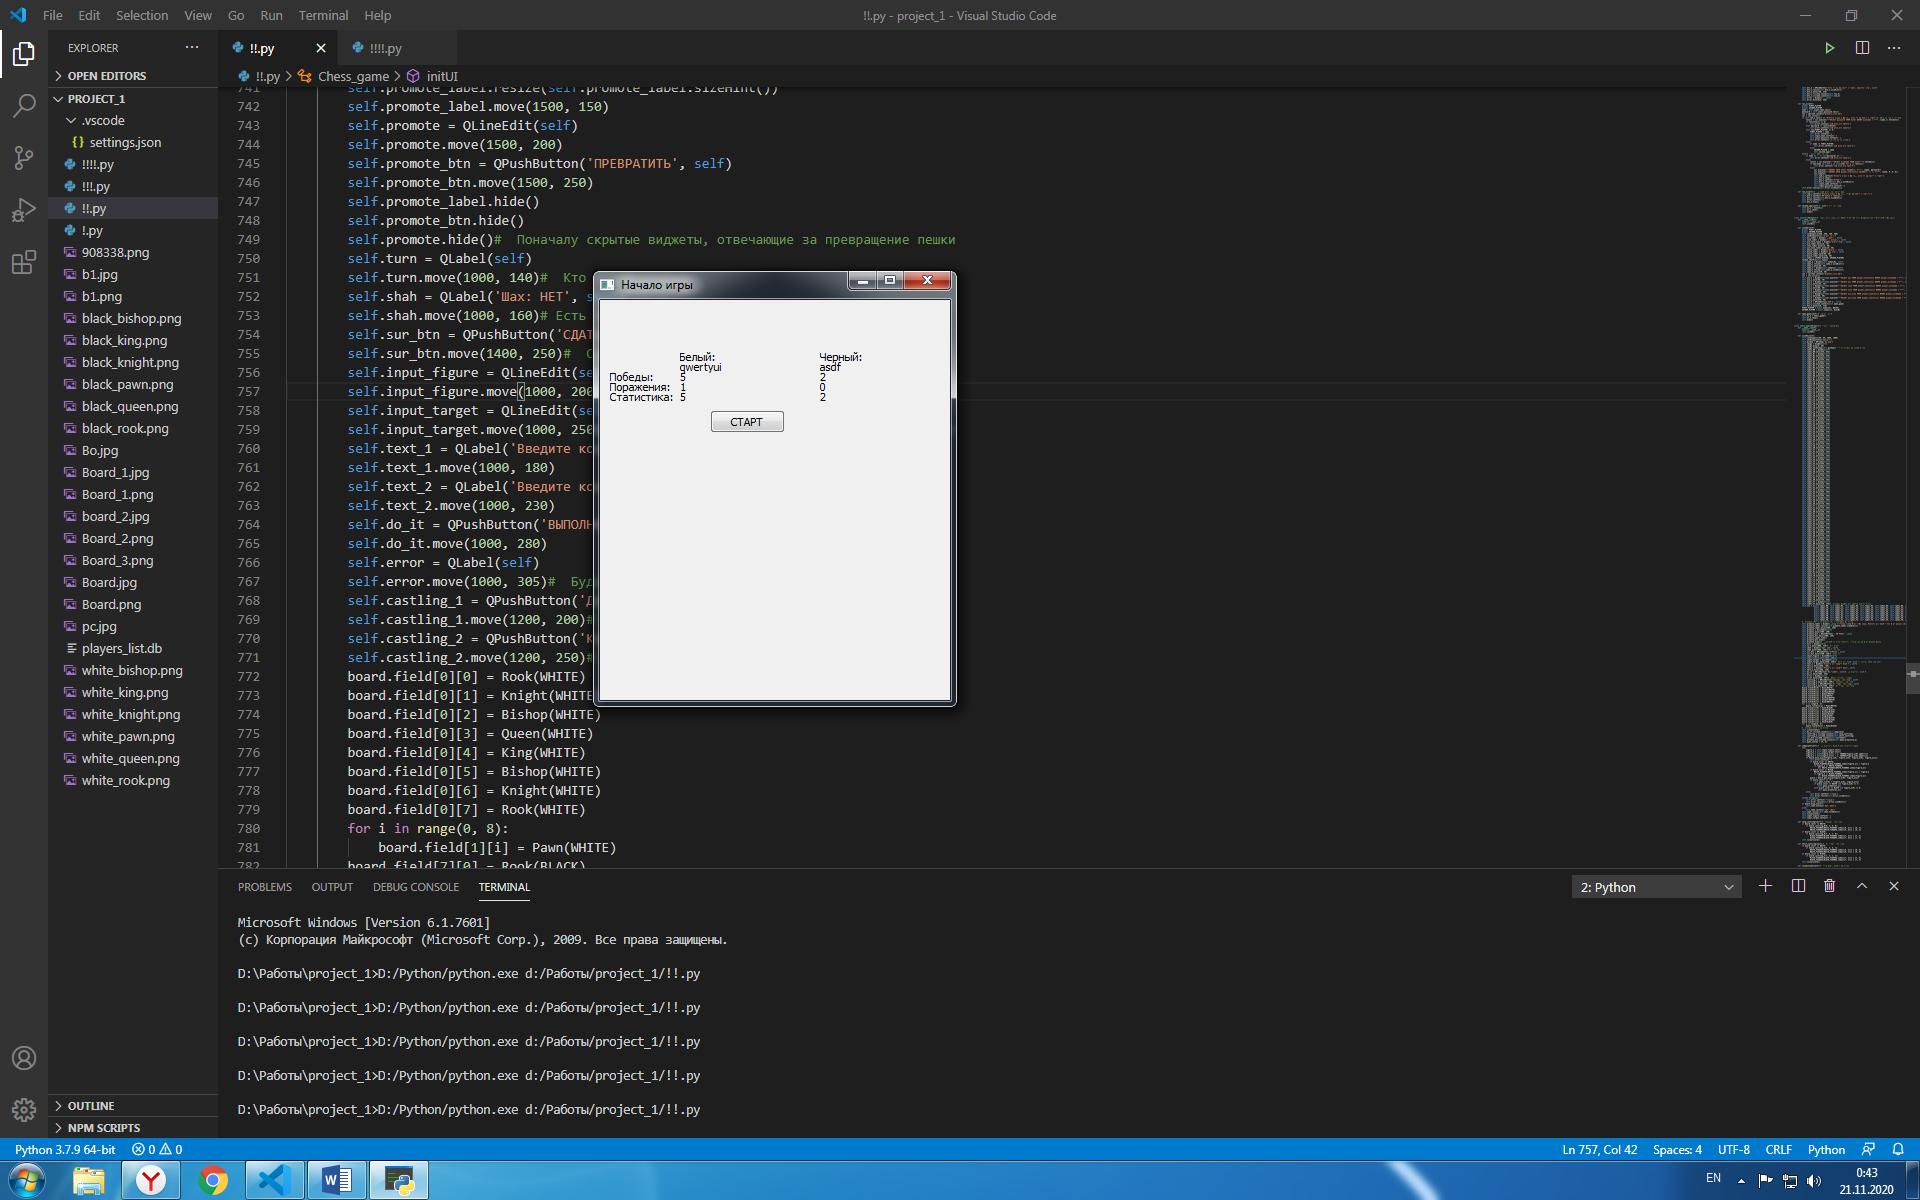 File Edit Selection View Go Run Terminal Help
!!.py - project_1 - Visual Studio Code
EXPLORER
OPEN EDITORS
PROJECT_1
.vscode
settings.json
!!!!.py
!!!.py
!!.py
!.py
908338.png
b1.jpg
b1.png
black_bishop.png
black_king.png
black_knight.png
black_pawn.png
black_queen.png
black_rook.png
Bo.jpg
Board_1.jpg
Board_1.png
board_2.jpg
Board_2.png
Board_3.png
Board.jpg
Board.png
pc.jpg
players_list.db
white_bishop.png
white_king.png
white_knight.png
white_pawn.png
white_queen.png
white_rook.png
OUTLINE
NPM SCRIPTS
!!.py !!!!.py
!!.py > Chess_game > initUI
741 self.promote_label.resize(self.promote_label.sizeHint())
742 self.promote_label.move(1500, 150)
743 self.promote = QLineEdit(self)
744 self.promote.move(1500, 200)
745 self.promote_btn = QPushButton('ПРЕВРАТИТЬ', self)
746 self.promote_btn.move(1500, 250)
747 self.promote_label.hide()
748 self.promote_btn.hide()
749 self.promote.hide()# Поначалу скрытые виджеты, отвечающие за превращение пешки
750 self.turn = QLabel(self)
751 self.turn.move(1000, 140)# Кто
752 self.shah = QLabel('Шах: НЕТ',
753 self.shah.move(1000, 160)# Есть
754 self.sur_btn = QPushButton('СДАТ
755 self.sur_btn.move(1400, 250)#
756 self.input_figure = QLineEdit(se
757 self.input_figure.move(1000, 200
758 self.input_target = QLineEdit(se
759 self.input_target.move(1000, 250
760 self.text_1 = QLabel('Введите ко
761 self.text_1.move(1000, 180)
762 self.text_2 = QLabel('Введите ко
763 self.text_2.move(1000, 230)
764 self.do_it = QPushButton('ВЫПОЛН
765 self.do_it.move(1000, 280)
766 self.error = QLabel(self)
767 self.error.move(1000, 305)# Буд
768 self.castling_1 = QPushButton('Д
769 self.castling_1.move(1200, 200)#
770 self.castling_2 = QPushButton('К
771 self.castling_2.move(1200, 250)#
772 board.field[0][0] = Rook(WHITE)
773 board.field[0][1] = Knight(WHITE
774 board.field[0][2] = Bishop(WHITE)
775 board.field[0][3] = Queen(WHITE)
776 board.field[0][4] = King(WHITE)
777 board.field[0][5] = Bishop(WHITE)
778 board.field[0][6] = Knight(WHITE)
779 board.field[0][7] = Rook(WHITE)
780 for i in range(0, 8):
781 board.field[1][i] = Pawn(WHITE)
782 board.field[7][0] = Rook(BLACK)
Начало игры
Белый: Черный:
qwertyui asdf
Победы: 5 2
Поражения: 1 0
Статистика: 5 2
СТАРТ
PROBLEMS OUTPUT DEBUG CONSOLE TERMINAL
2: Python
Microsoft Windows [Version 6.1.7601]
(c) Корпорация Майкрософт (Microsoft Corp.), 2009. Все права защищены.
D:\Работы\project_1>D:/Python/python.exe d:/Работы/project_1/!!.py
D:\Работы\project_1>D:/Python/python.exe d:/Работы/project_1/!!.py
D:\Работы\project_1>D:/Python/python.exe d:/Работы/project_1/!!.py
D:\Работы\project_1>D:/Python/python.exe d:/Работы/project_1/!!.py
D:\Работы\project_1>D:/Python/python.exe d:/Работы/project_1/!!.py
Python 3.7.9 64-bit 0 0
Ln 757, Col 42 Spaces: 4 UTF-8 CRLF Python
EN
0:43
21.11.2020